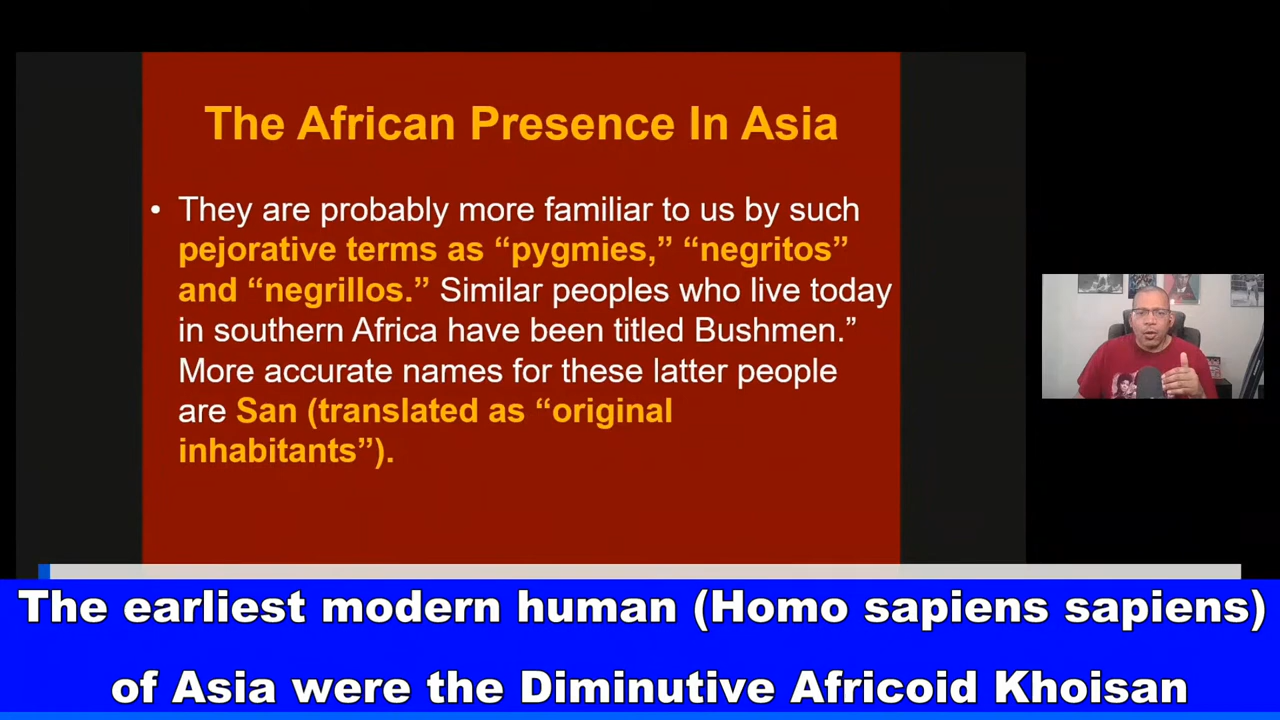 The African Presence In Asia
• They are probably more familiar to us by such
pejorative terms as “pygmies,” “negritos”
and “negrillos.” Similar peoples who live today
in southern Africa have been titled Bushmen.”
More accurate names for these latter people
are San (translated as “original
inhabitants”).
The earliest modern human (Homo sapiens sapiens)
of Asia were the Diminutive Africoid Khoisan